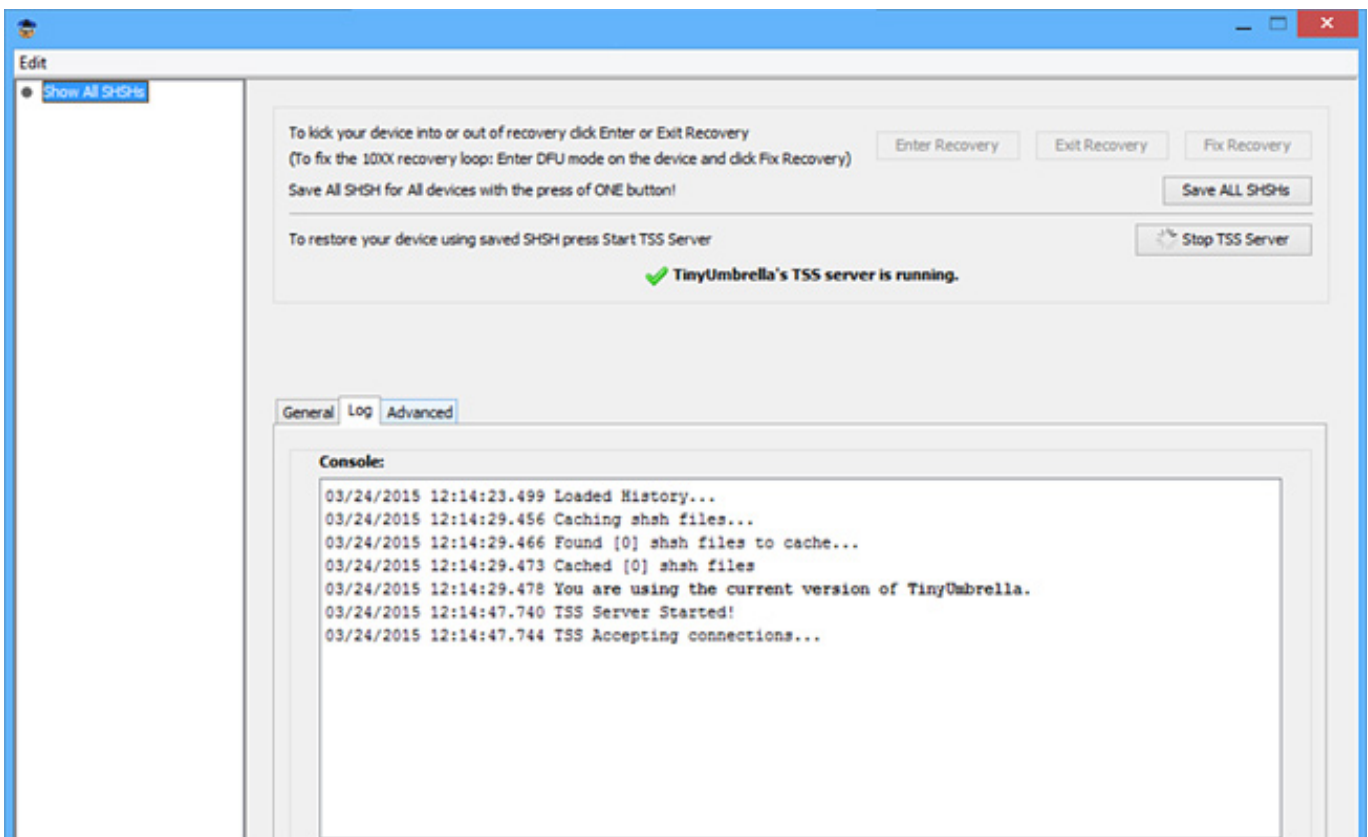 Edit
Show All SHSHs
To kick your device into or out of recovery click Enter or Exit Recovery
(To fix the 10XX recovery loop: Enter DFU mode on the device and click Fix Recovery)
Enter Recovery
Exit Recovery
Fix Recovery
Save All SHSH for All devices with the press of ONE button!
Save ALL SHSHs
To restore your device using saved SHSH press Start TSS Server
Stop TSS Server
TinyUmbrella's TSS server is running.
General
Log
Advanced
Console:
03/24/2015 12:14:23.499 Loaded History...
03/24/2015 12:14:29.456 Caching shsh files...
03/24/2015 12:14:29.466 Found [0] shsh files to cache...
03/24/2015 12:14:29.473 Cached [0] shsh files
03/24/2015 12:14:29.478 You are using the current version of TinyUmbrella.
03/24/2015 12:14:47.740 TSS Server Started!
03/24/2015 12:14:47.744 TSS Accepting connections...